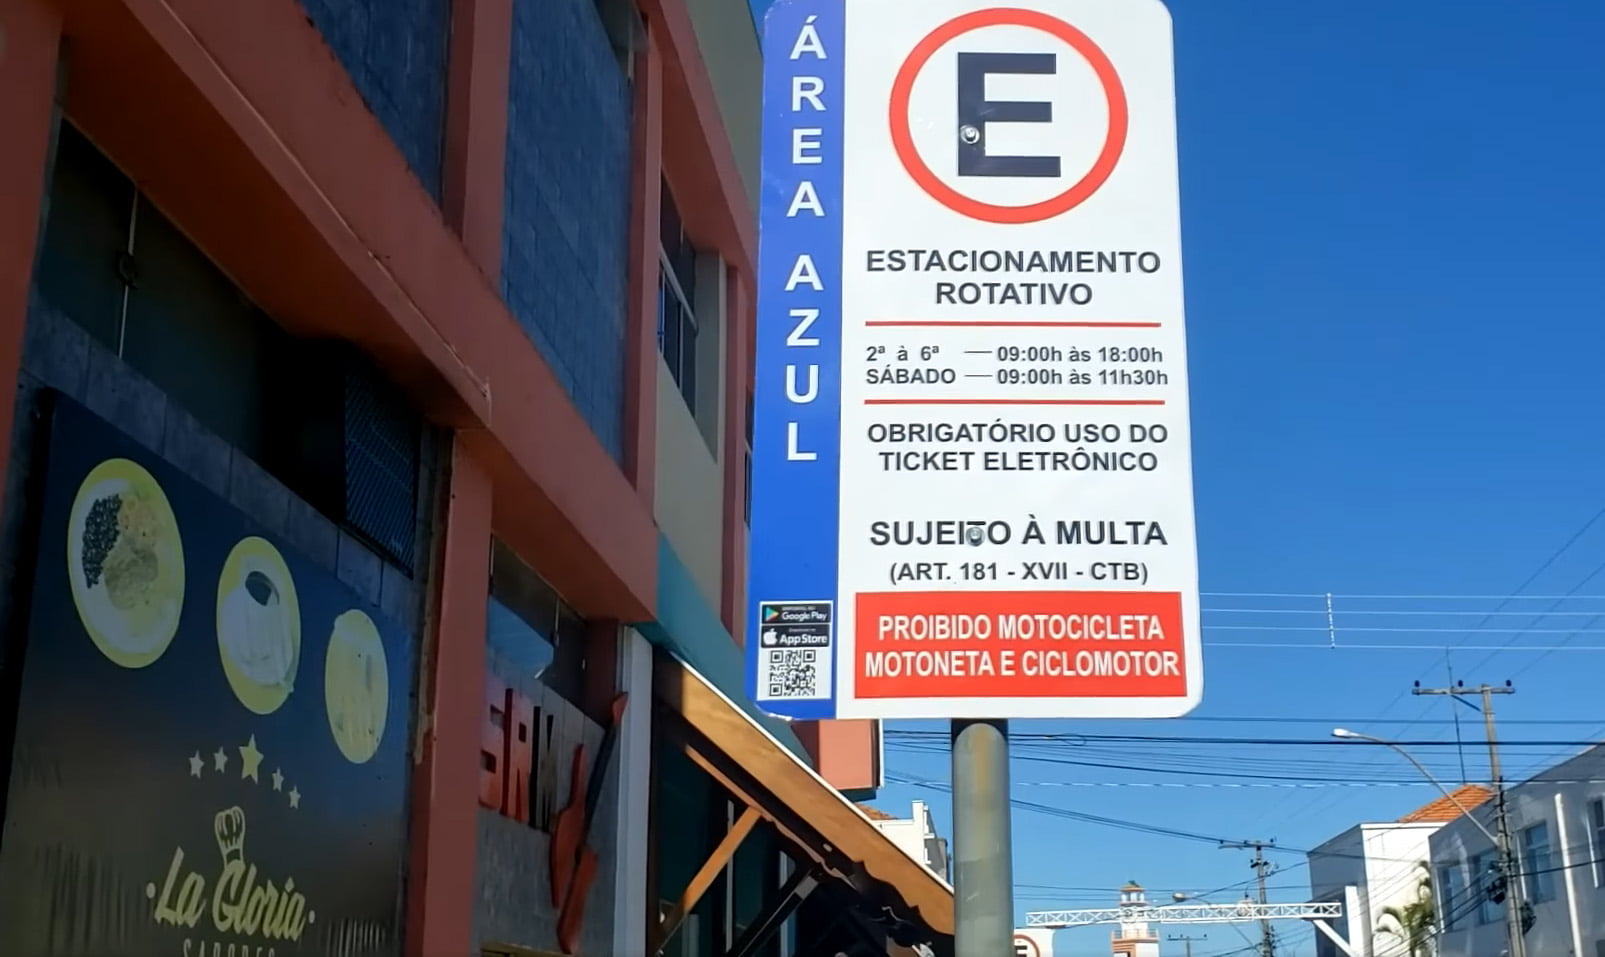 ÁREA AZUL
E
ESTACIONAMENTO
ROTATIVO
2ª à 6ª — 09:00h às 18:00h
SÁBADO — 09:00h às 11h30h
OBRIGATÓRIO USO DO
TICKET ELETRÔNICO
SUJEITO À MULTA
(ART. 181 - XVII - CTB)
PROIBIDO MOTOCICLETA
MOTONETA E CICLOMOTOR
Google Play
App Store
La Gloria
SABORES